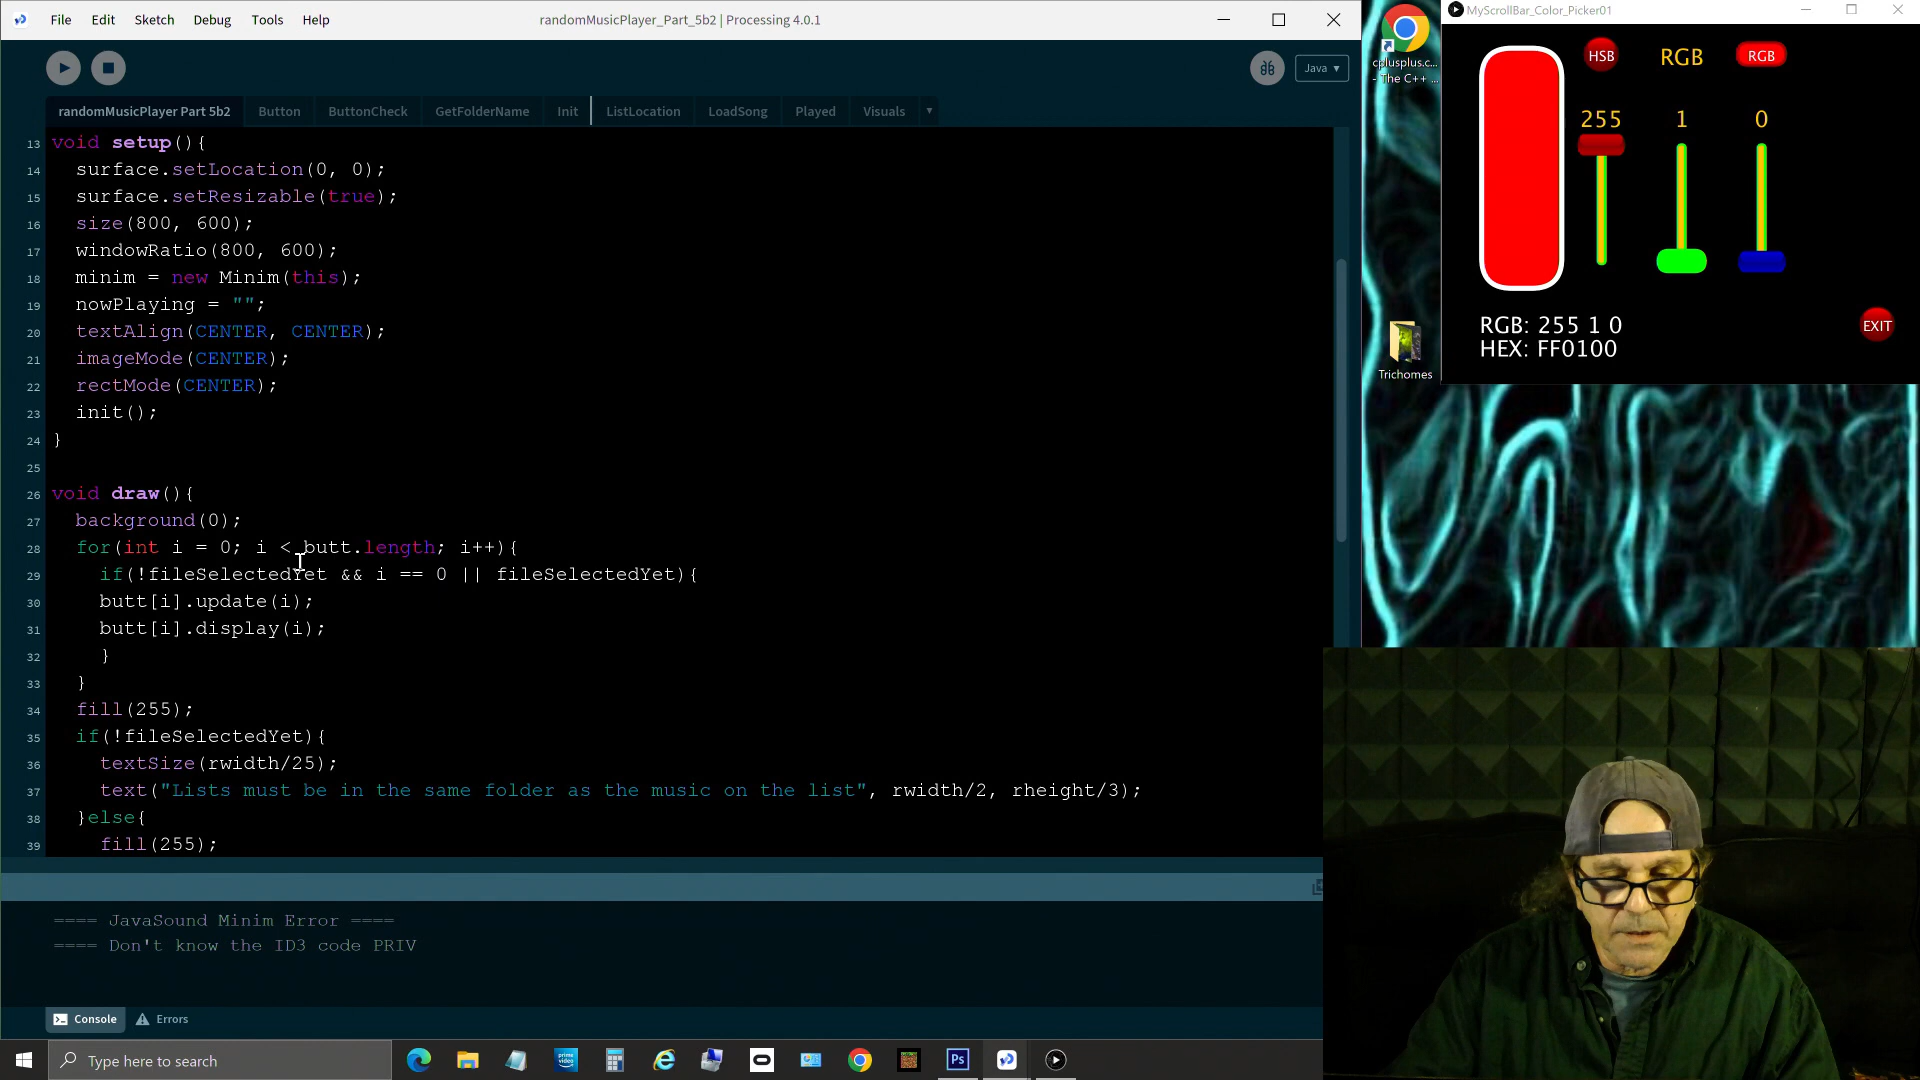 File Edit Sketch Debug Tools Help
randomMusicPlayer_Part_5b2 | Processing 4.0.1
Java ▾
randomMusicPlayer Part 5b2 Button ButtonCheck GetFolderName Init ListLocation LoadSong Played Visuals
13 void setup(){
14 surface.setLocation(0, 0);
15 surface.setResizable(true);
16 size(800, 600);
17 windowRatio(800, 600);
18 minim = new Minim(this);
19 nowPlaying = "";
20 textAlign(CENTER, CENTER);
21 imageMode(CENTER);
22 rectMode(CENTER);
23 init();
24 }
25
26 void draw(){
27 background(0);
28 for(int i = 0; i < butt.length; i++){
29 if(!fileSelectedYet && i == 0 || fileSelectedYet){
30 butt[i].update(i);
31 butt[i].display(i);
32 }
33 }
34 fill(255);
35 if(!fileSelectedYet){
36 textSize(rwidth/25);
37 text("Lists must be in the same folder as the music on the list", rwidth/2, rheight/3);
38 }else{
39 fill(255);
==== JavaSound Minim Error ====
==== Don't know the ID3 code PRIV
Console Errors
Type here to search
prime video
Ps
cplusplus.c...
- The C++ ...
Trichomes
MyScrollBar_Color_Picker01
HSB RGB RGB
255 1 0
RGB: 255 1 0
HEX: FF0100
EXIT